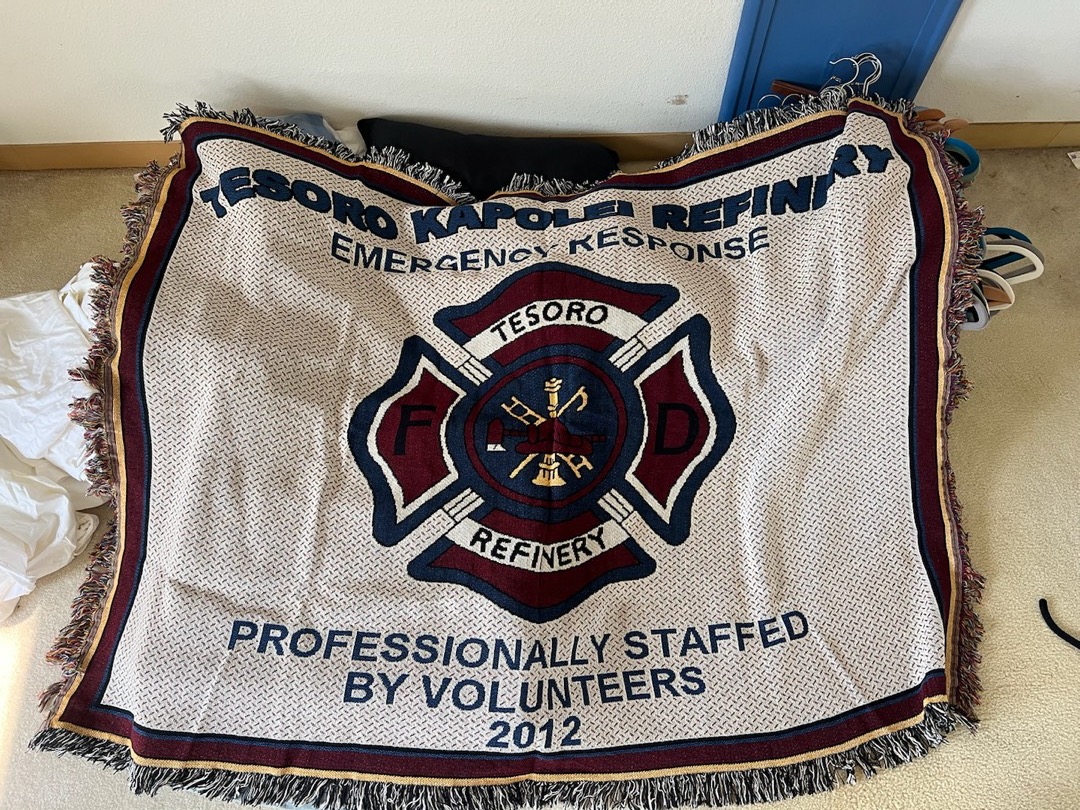 TESORO KAPOLEI REFINERY
EMERGENCY RESPONSE
TESORO
F D
REFINERY
PROFESSIONALLY STAFFED
BY VOLUNTEERS
2012